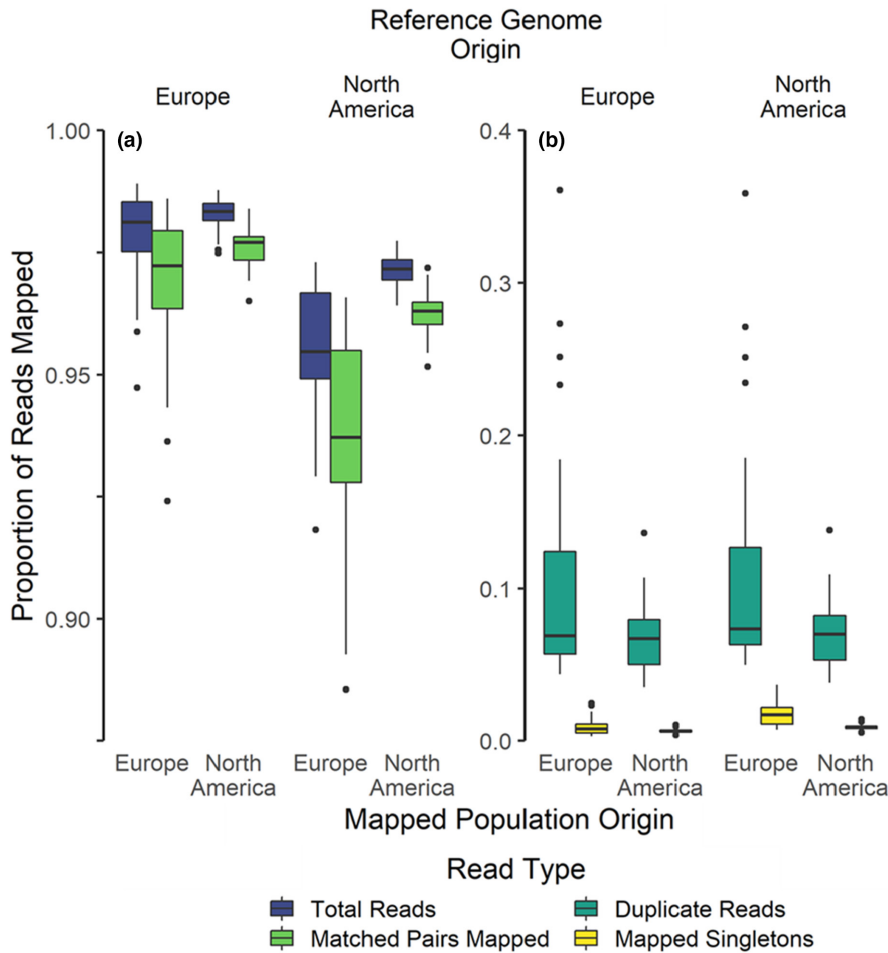 Reference Genome
Origin
Europe
North
America
Europe
North
America
(a)
(b)
Proportion of Reads Mapped
1.00
0.95
0.90
0.4
0.3
0.2
0.1
0.0
Europe
North
America
Europe
North
America
Europe
North
America
Europe
North
America
Mapped Population Origin
Read Type
Total Reads
Duplicate Reads
Matched Pairs Mapped
Mapped Singletons